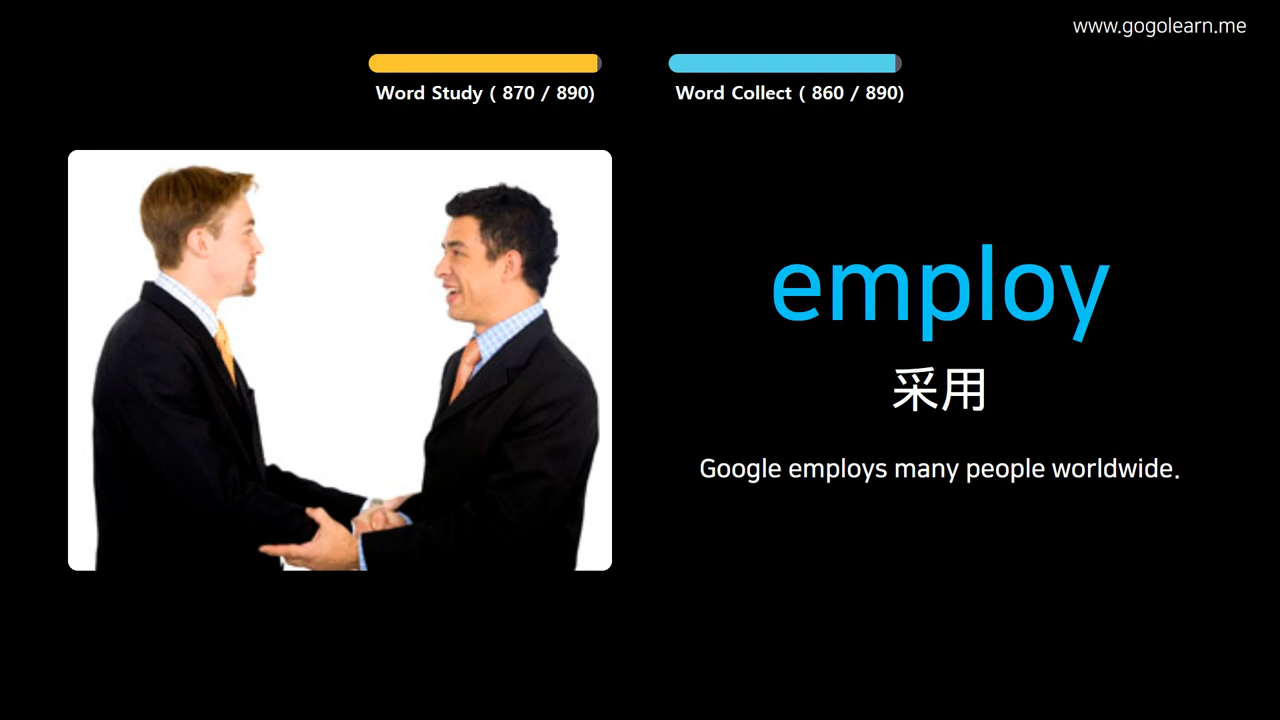 www.gogolearn.me
Word Study ( 870 / 890)
Word Collect ( 860 / 890)
employ
采用
Google employs many people worldwide.